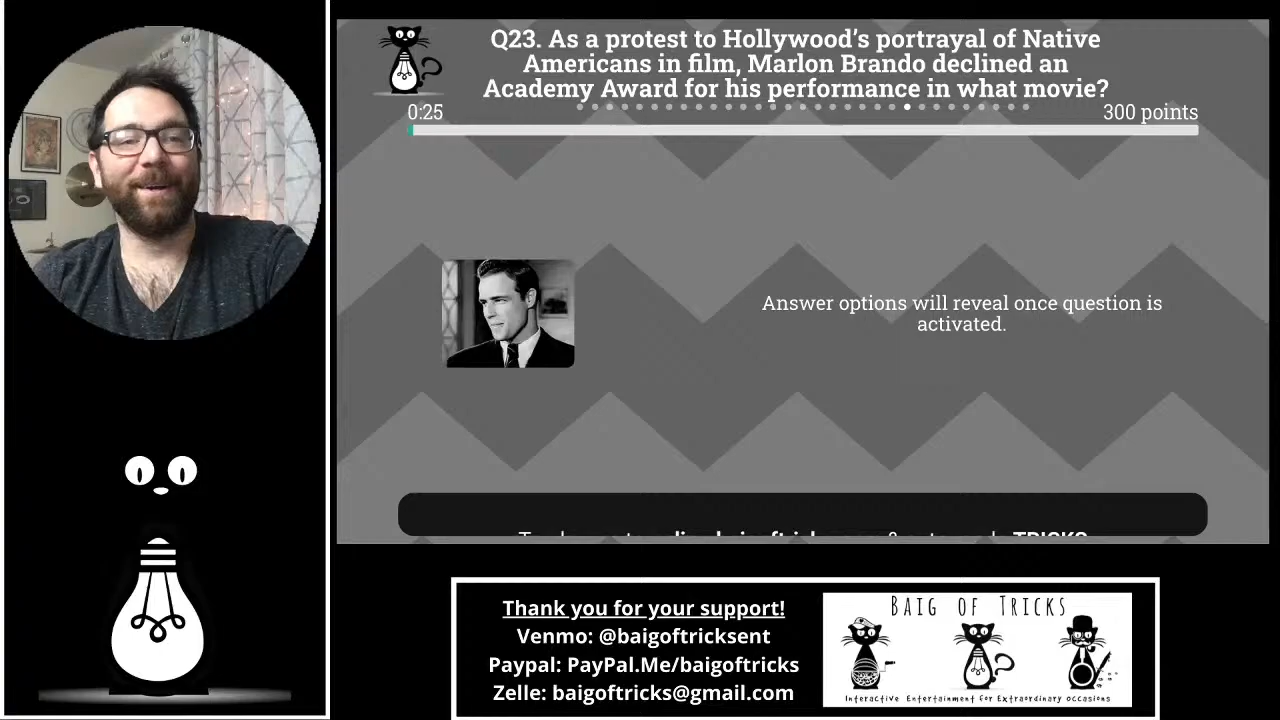 Q23. As a protest to Hollywood's portrayal of Native
Americans in film, Marlon Brando declined an
Academy Award for his performance in what movie?
0:25
300 points
Answer options will reveal once question is
activated.
TRICKS
Thank you for your support!
Venmo: @baigoftricksent
Paypal: PayPal.Me/baigoftricks
Zelle: baigoftricks@gmail.com
BAIG OF TRICKS
Interactive Entertainment for Extraordinary occasions